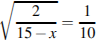 √(2/(15 − x)) = 1/10